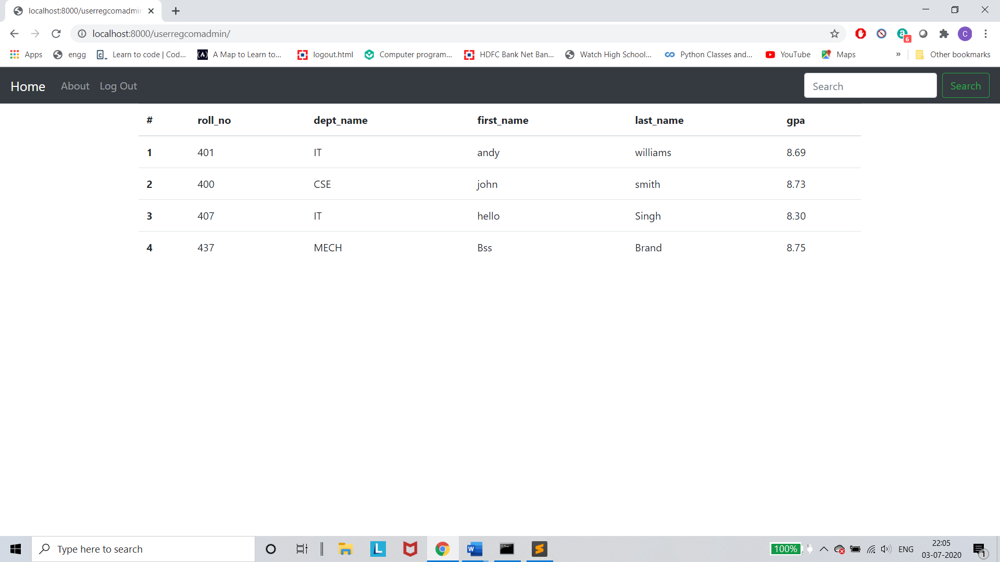 localhost:8000/userregcomadmin
localhost:8000/userregcomadmin/
6
C
Apps engg Learn to code | Cod... A Map to Learn to... logout.html Computer program... HDFC Bank Net Ban... Watch High School... Python Classes and... YouTube Maps » Other bookmarks
Home About Log Out Search Search
# roll_no dept_name first_name last_name gpa
1 401 IT andy williams 8.69
2 400 CSE john smith 8.73
3 407 IT hello Singh 8.30
4 437 MECH Bss Brand 8.75
Type here to search L W 100% ENG 22:05
03-07-2020 1